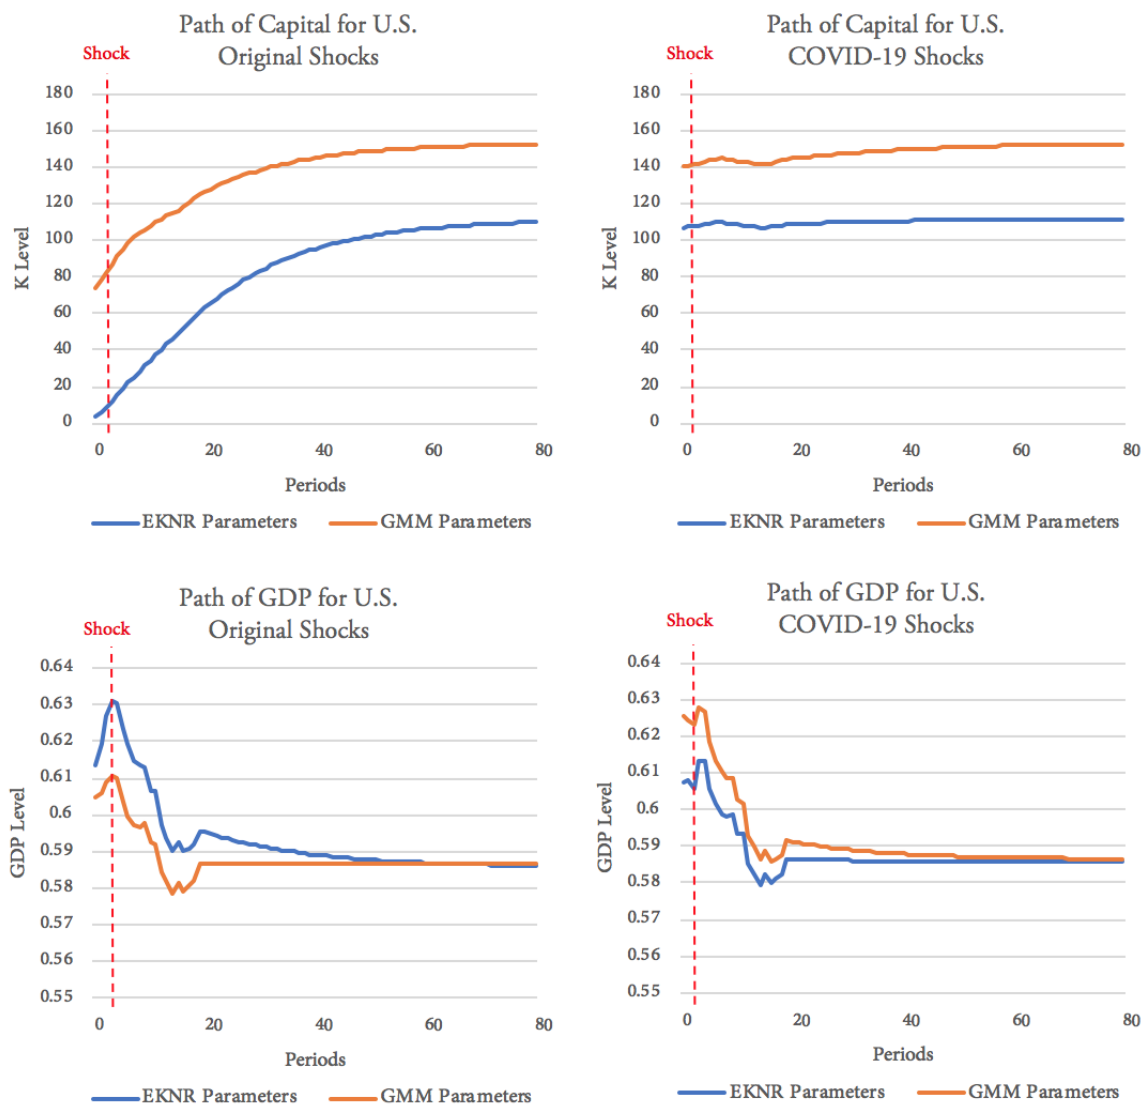 Path of Capital for U.S.
Original Shocks
Shock
180
160
140
120
100
80
60
40
20
0
K Level
0 20 40 60 80
Periods
EKNR Parameters GMM Parameters
Path of Capital for U.S.
COVID-19 Shocks
Shock
180
160
140
120
100
80
60
40
20
0
K Level
0 20 40 60 80
Periods
EKNR Parameters GMM Parameters
Path of GDP for U.S.
Original Shocks
Shock
0.64
0.63
0.62
0.61
0.6
0.59
0.58
0.57
0.56
0.55
GDP Level
0 20 40 60 80
Periods
EKNR Parameters GMM Parameters
Path of GDP for U.S.
COVID-19 Shocks
Shock
0.64
0.63
0.62
0.61
0.6
0.59
0.58
0.57
0.56
0.55
GDP Level
0 20 40 60 80
Periods
EKNR Parameters GMM Parameters